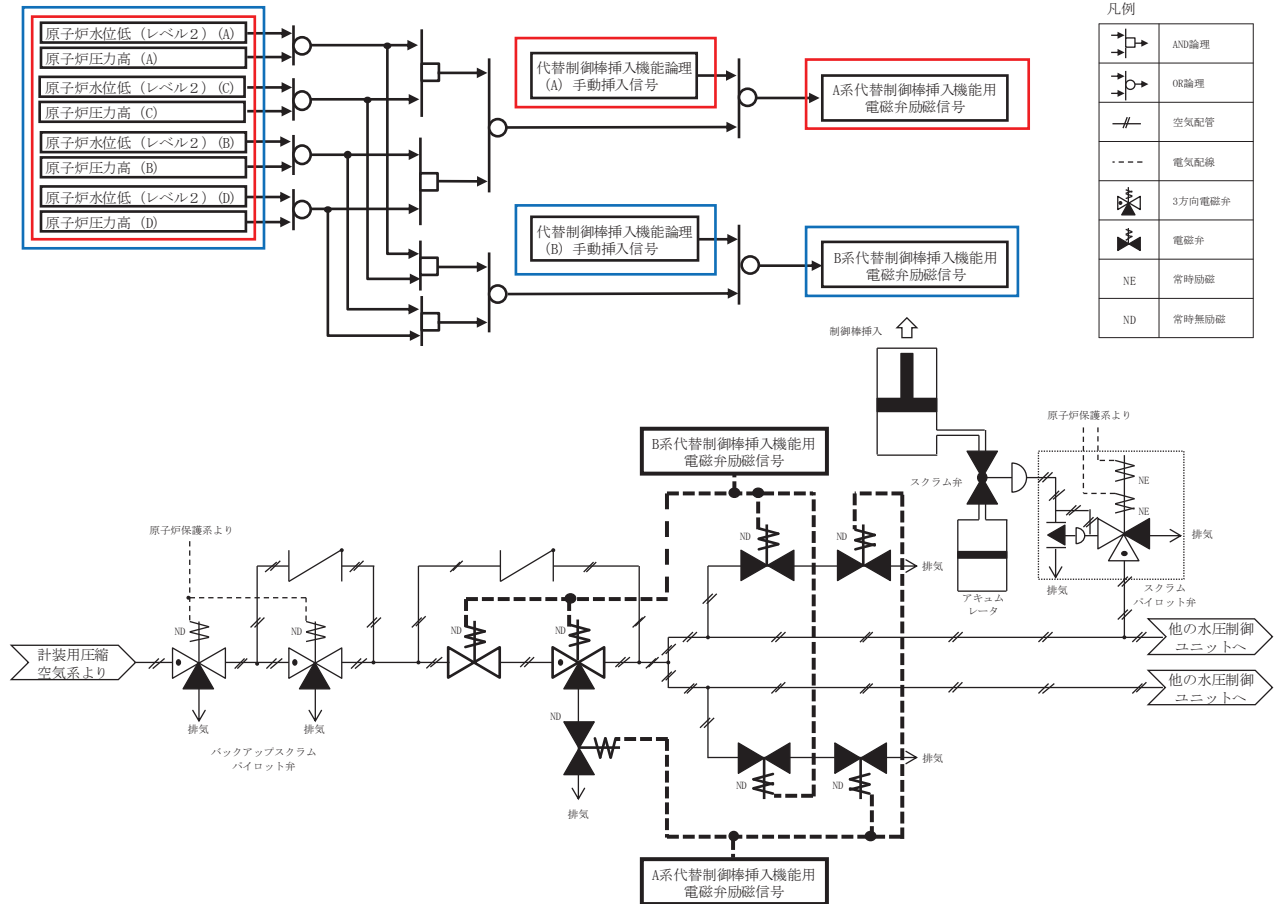 原子炉水位低（レベル２）(A)
原子炉圧力高（A）
原子炉水位低（レベル２）(C)
原子炉圧力高（C）
原子炉水位低（レベル２）(B)
原子炉圧力高（B）
原子炉水位低（レベル２）(D)
原子炉圧力高（D）
代替制御棒挿入機能論理
（A）手動挿入信号
A系代替制御棒挿入機能用
電磁弁励磁信号
代替制御棒挿入機能論理
（B）手動挿入信号
B系代替制御棒挿入機能用
電磁弁励磁信号
凡例
AND論理
OR論理
空気配管
電気配線
3方向電磁弁
電磁弁
NE
常時励磁
ND
常時無励磁
制御棒挿入
原子炉保護系より
スクラム弁
NE
NE
排気
排気
スクラム
パイロット弁
アキュム
レータ
B系代替制御棒挿入機能用
電磁弁励磁信号
原子炉保護系より
ND
ND
ND
ND
ND
ND
排気
計装用圧縮
空気系より
他の水圧制御
ユニットへ
他の水圧制御
ユニットへ
排気
排気
バックアップスクラム
パイロット弁
ND
排気
ND
ND
排気
A系代替制御棒挿入機能用
電磁弁励磁信号